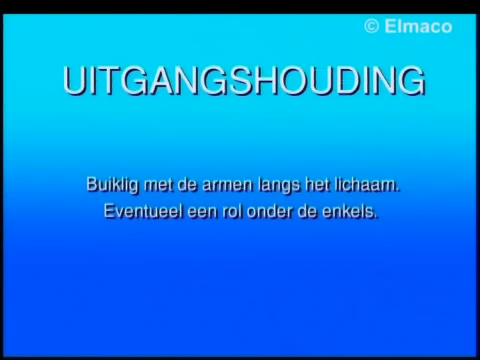 © Elmaco
UITGANGSHOUDING
Buiklig met de armen langs het lichaam.
Eventueel een rol onder de enkels.